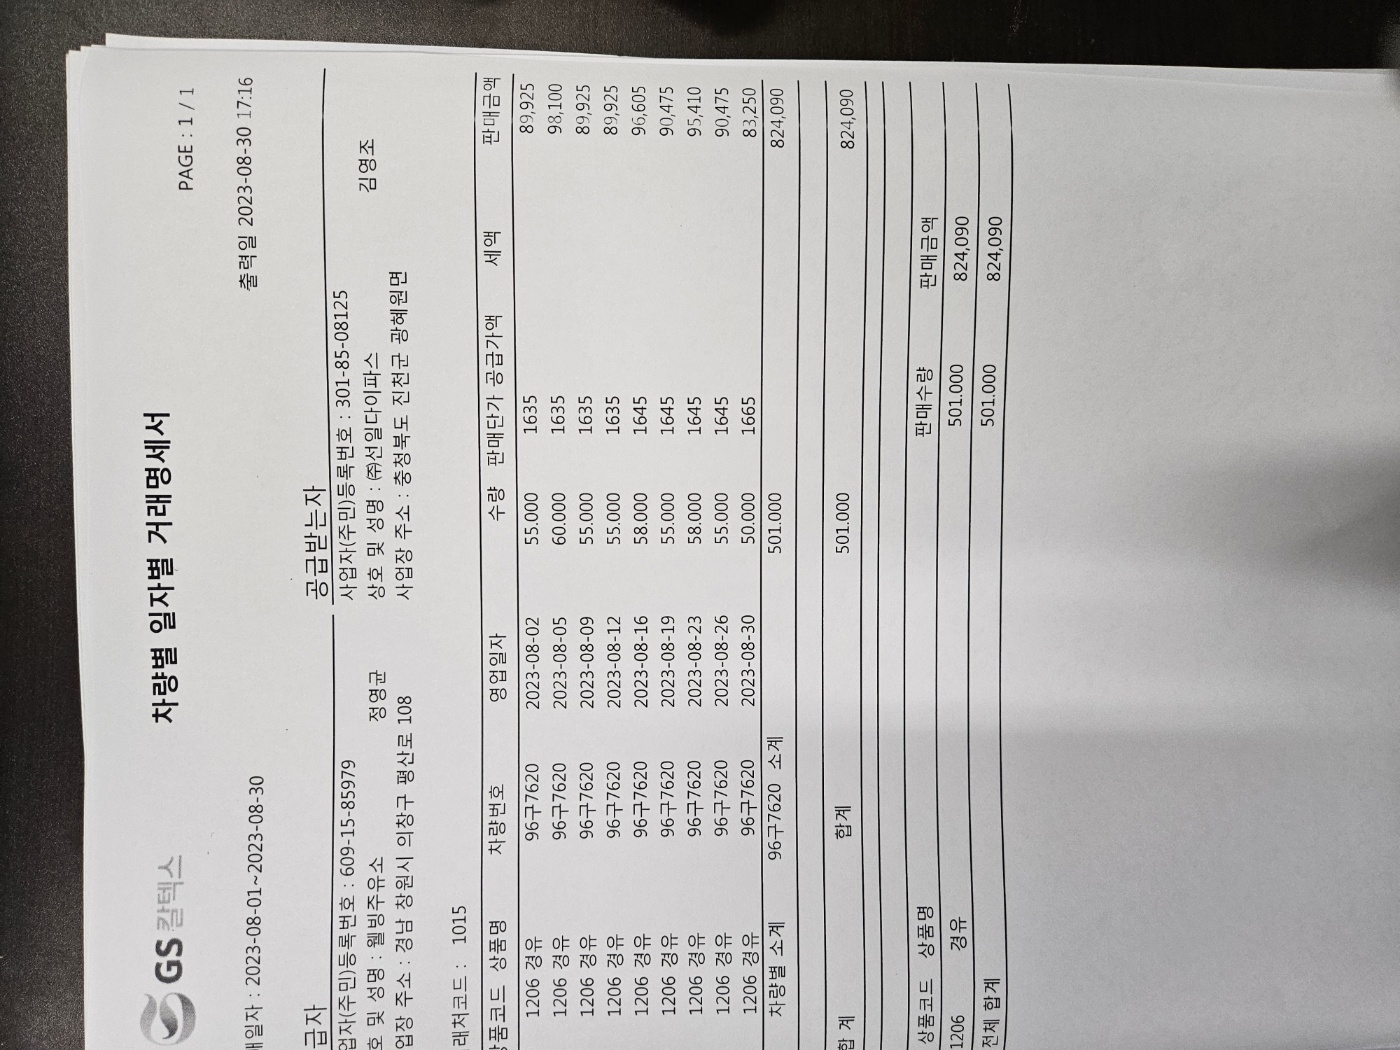 GS 칼텍스
차량별 일자별 거래명세서
PAGE : 1 / 1
매일자 : 2023-08-01~2023-08-30
출력일 2023-08-30 17:16
급자 공급받는자
업자(주민)등록번호 : 609-15-85979 사업자(주민)등록번호 : 301-85-08125
호 및 성명 : 웰빙주유소 정영균 상호 및 성명 : ㈜선일다이파스 김영조
업장 주소 : 경남 창원시 의창구 평산로 108 사업장 주소 : 충청북도 진천군 광혜원면
래처코드 : 1015
상품코드 상품명 차량번호 영업일자 수량 판매단가 공급가액 세액 판매금액
1206 경유 96구7620 2023-08-02 55.000 1635 89,925
1206 경유 96구7620 2023-08-05 60.000 1635 98,100
1206 경유 96구7620 2023-08-09 55.000 1635 89,925
1206 경유 96구7620 2023-08-12 55.000 1635 89,925
1206 경유 96구7620 2023-08-16 58.000 1645 96,605
1206 경유 96구7620 2023-08-19 55.000 1645 90,475
1206 경유 96구7620 2023-08-23 58.000 1645 95,410
1206 경유 96구7620 2023-08-26 55.000 1645 90,475
1206 경유 96구7620 2023-08-30 50.000 1665 83,250
차량별 소계 96구7620 소계 501.000 824,090
합 계 합계 501.000 824,090
상품코드 상품명 판매수량 판매금액
1206 경유 501.000 824,090
전체 합계 501.000 824,090